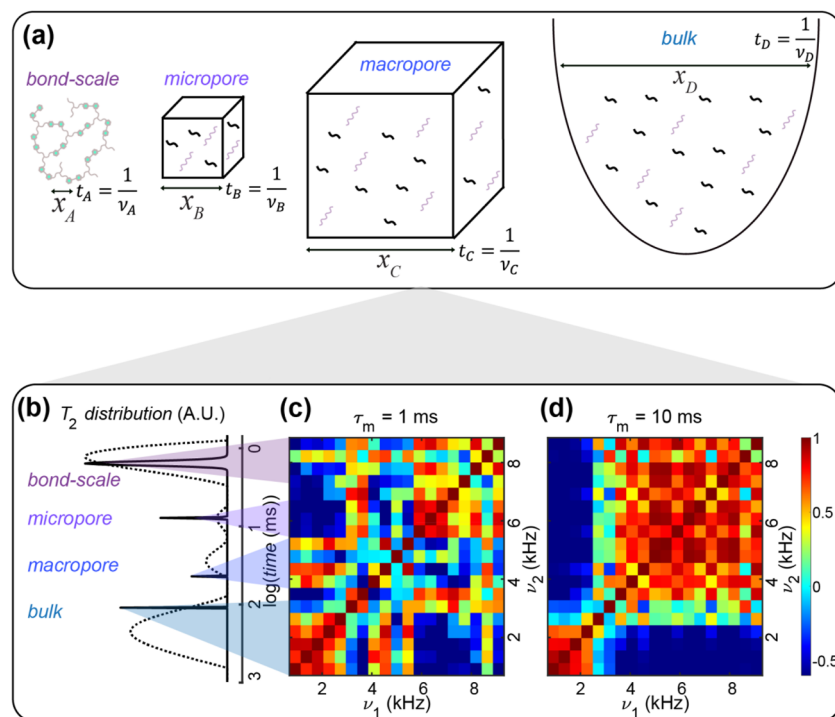 (a)
bond-scale
micropore
macropore
bulk
x_A
t_A = 1/ν_A
x_B
t_B = 1/ν_B
x_C
t_C = 1/ν_C
x_D
t_D = 1/ν_D
(b)
T_2 distribution (A.U.)
bond-scale
micropore
macropore
bulk
0
1
2
3
log(time (ms))
(c)
τ_m = 1 ms
2 4 6 8
ν_1 (kHz)
8
6
4
2
ν_2 (kHz)
(d)
τ_m = 10 ms
2 4 6 8
ν_1 (kHz)
8
6
4
2
ν_2 (kHz)
1
0.5
0
-0.5